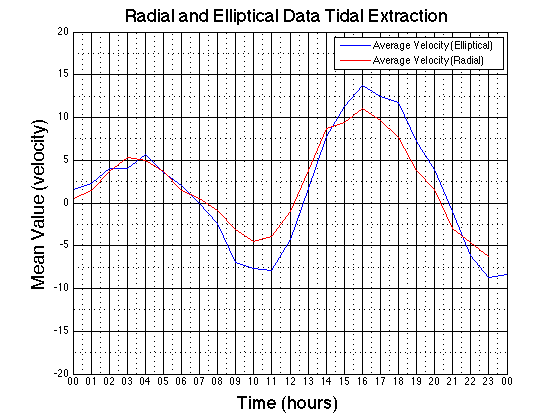 Radial and Elliptical Data Tidal Extraction
Average Velocity(Elliptical)
Average Velocity(Radial)
Mean Value (velocity)
20
15
10
5
0
-5
-10
-15
-20
00 01 02 03 04 05 06 07 08 09 10 11 12 13 14 15 16 17 18 19 20 21 22 23 00
Time (hours)